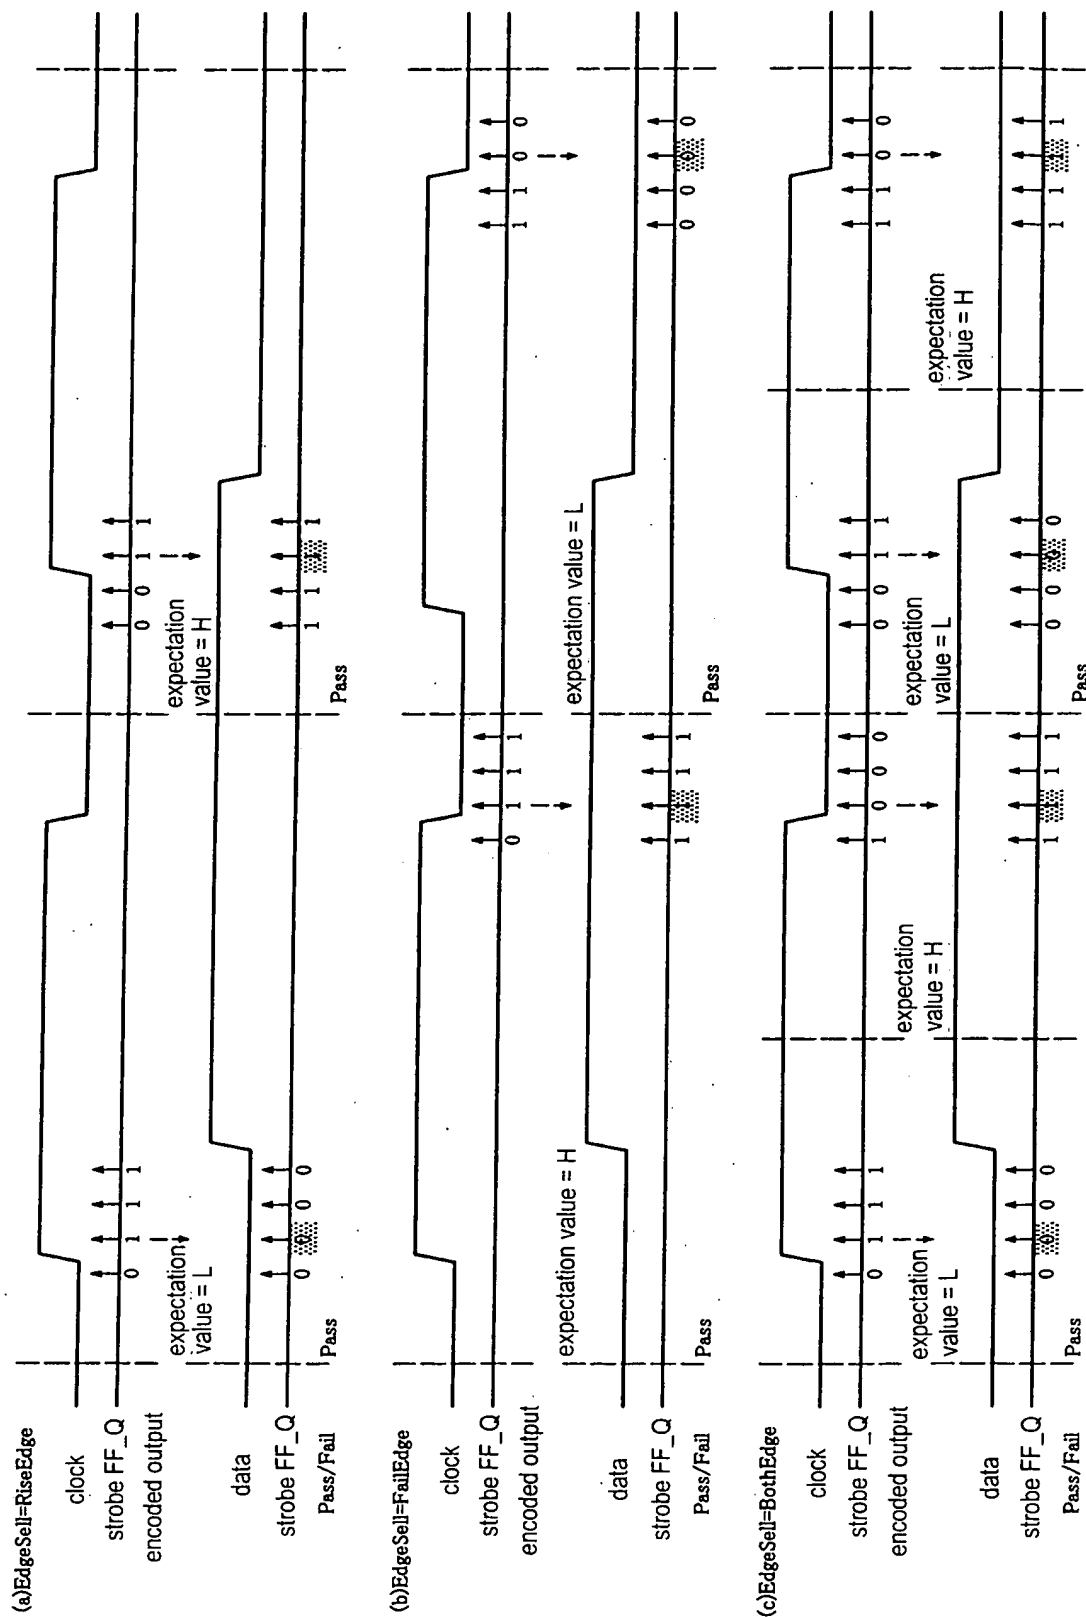 (a)EdgeSell=RiseEdge
clock
strobe FF_Q 0 1 1 1 0 0 1 1
encoded output
expectation value = L
expectation value = H
data
strobe FF_Q 0 0 0 0 1 1 1 1
Pass/Fail Pass Pass
(b)EdgeSell=FailEdge
clock
strobe FF_Q 0 1 1 1 1 1 0 0
encoded output
expectation value = H
expectation value = L
data
strobe FF_Q 1 1 1 1 0 0 0 0
Pass/Fail Pass
(c)EdgeSell=BothEdge
clock
strobe FF_Q 0 1 1 1 1 0 0 0 0 0 1 1 1 1 0 0
encoded output
expectation value = L
expectation value = H
expectation value = L
expectation value = H
data
strobe FF_Q 0 0 0 0 1 1 1 1 0 0 0 0 1 1 1 1
Pass/Fail Pass Pass